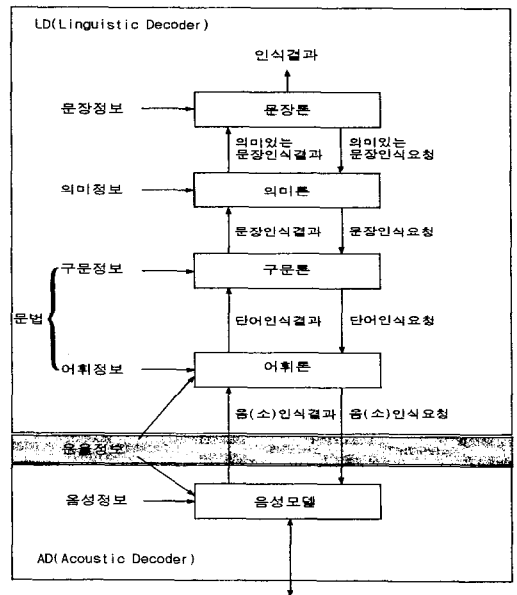 LD(Linguistic Decoder)
인식결과
문장정보
문장론
의미있는
문장인식결과
의미있는
문장인식요청
의미정보
의미론
문장인식결과
문장인식요청
구문정보
구문론
문법
단어인식결과
단어인식요청
어휘정보
어휘론
음(소)인식결과
음(소)인식요청
운율정보
음성정보
음성모델
AD(Acoustic Decoder)